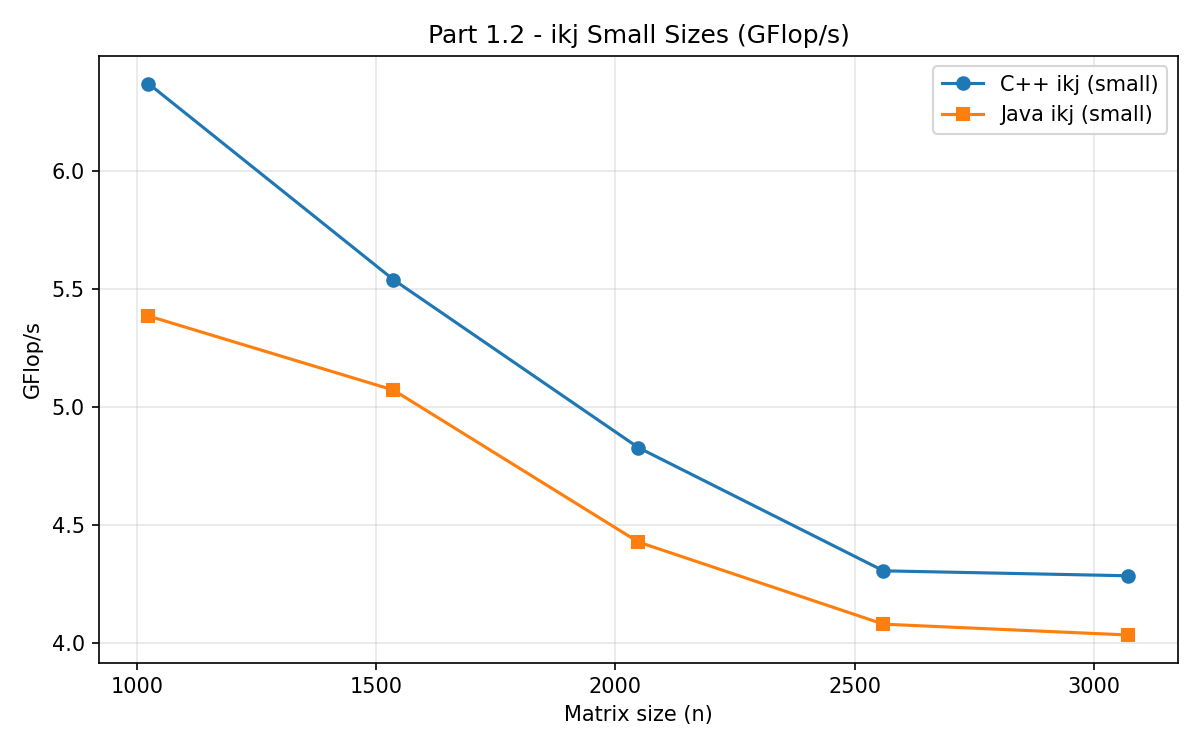 Part 1.2 - ikj Small Sizes (GFlop/s)
C++ ikj (small)
Java ikj (small)
GFlop/s
6.0
5.5
5.0
4.5
4.0
1000 1500 2000 2500 3000
Matrix size (n)